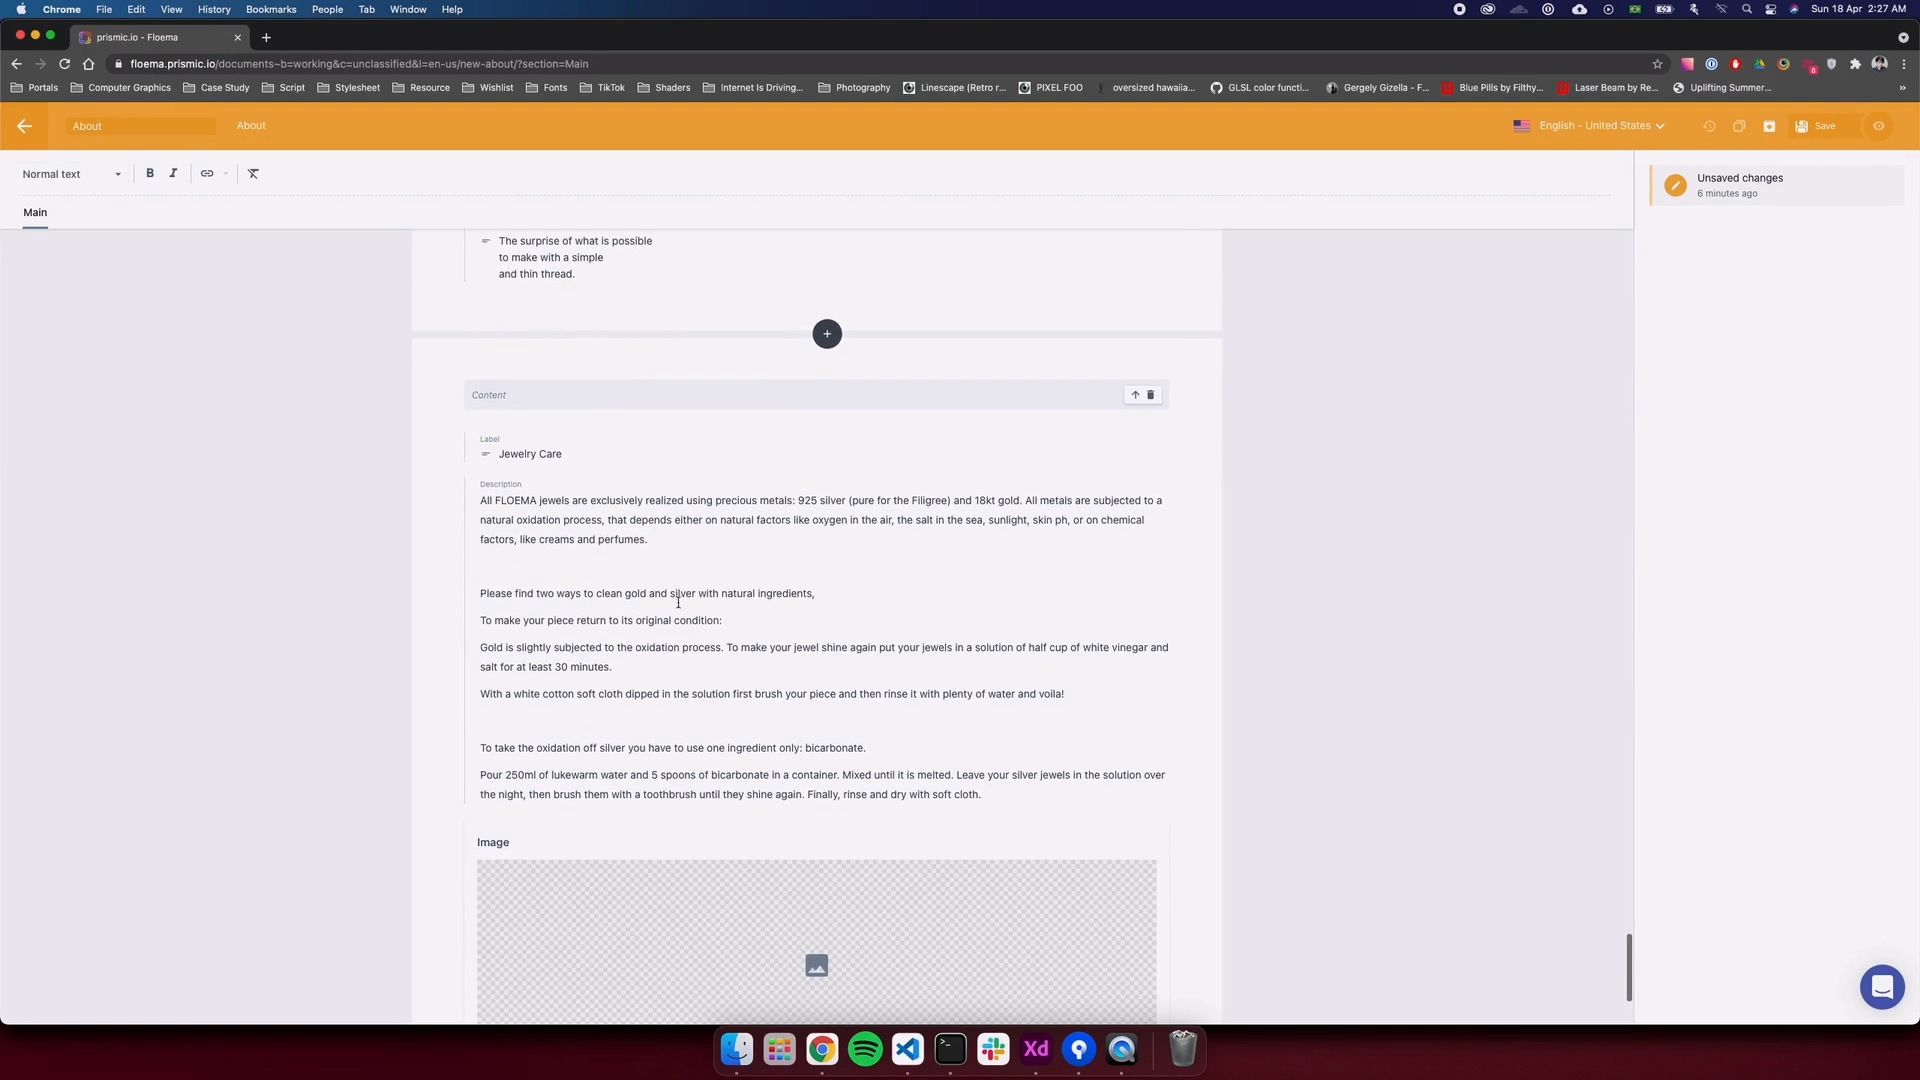 Chrome File Edit View History Bookmarks People Tab Window Help Sun 18 Apr 2:27 AM
prismic.io - Floema
floema.prismic.io/documents~b=working&c=unclassified&l=en-us/new-about/?section=Main
8
Portals Computer Graphics Case Study Script Stylesheet Resource Wishlist Fonts TikTok Shaders Internet Is Driving... Photography Linescape (Retro r... PIXEL FOO oversized hawaiia... GLSL color functi... Gergely Gizella - F... Blue Pills by Filthy... Laser Beam by Re... Uplifting Summer... »
About About English - United States Save
Normal text B I
Unsaved changes
6 minutes ago
Main
The surprise of what is possible
to make with a simple
and thin thread.
Content
Label
Jewelry Care
Description
All FLOEMA jewels are exclusively realized using precious metals: 925 silver (pure for the Filigree) and 18kt gold. All metals are subjected to a
natural oxidation process, that depends either on natural factors like oxygen in the air, the salt in the sea, sunlight, skin ph, or on chemical
factors, like creams and perfumes.
Please find two ways to clean gold and silver with natural ingredients,
To make your piece return to its original condition:
Gold is slightly subjected to the oxidation process. To make your jewel shine again put your jewels in a solution of half cup of white vinegar and
salt for at least 30 minutes.
With a white cotton soft cloth dipped in the solution first brush your piece and then rinse it with plenty of water and voila!
To take the oxidation off silver you have to use one ingredient only: bicarbonate.
Pour 250ml of lukewarm water and 5 spoons of bicarbonate in a container. Mixed until it is melted. Leave your silver jewels in the solution over
the night, then brush them with a toothbrush until they shine again. Finally, rinse and dry with soft cloth.
Image
Xd